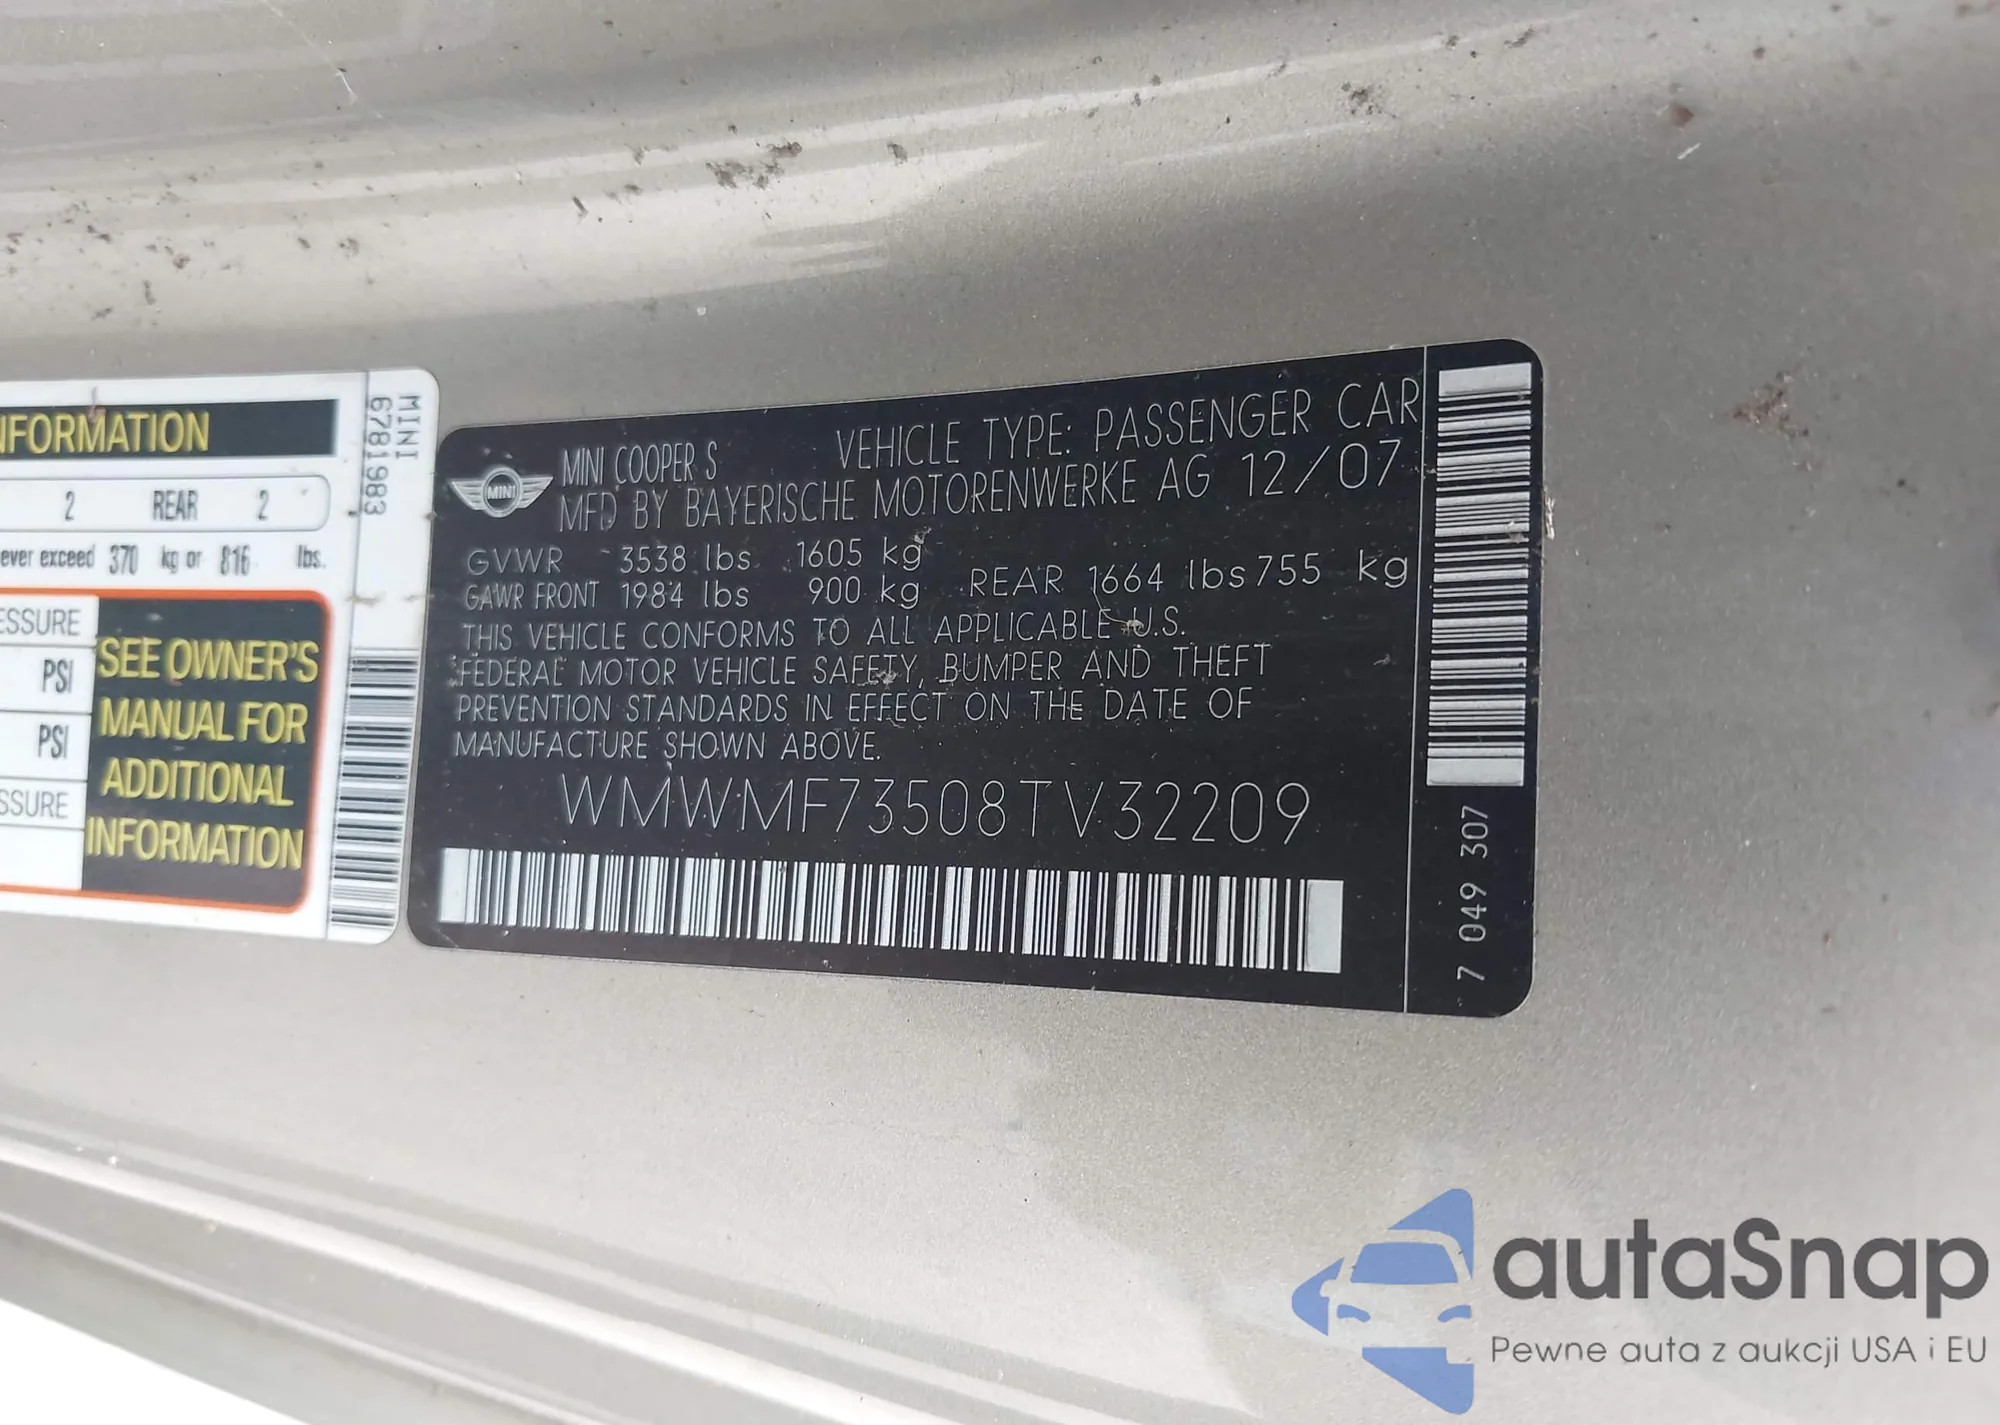 NFORMATION
2 REAR 2
ever exceed 370 kg or 816 lbs.
ESSURE
PSI
PSI
SSURE
SEE OWNER'S
MANUAL FOR
ADDITIONAL
INFORMATION
MINI
6781983
MINI
MINI COOPER S VEHICLE TYPE: PASSENGER CAR
MFD BY BAYERISCHE MOTORENWERKE AG 12/07
GVWR 3538 lbs 1605 kg
GAWR FRONT 1984 lbs 900 kg REAR 1664 lbs 755 kg
THIS VEHICLE CONFORMS TO ALL APPLICABLE U.S.
FEDERAL MOTOR VEHICLE SAFETY, BUMPER AND THEFT
PREVENTION STANDARDS IN EFFECT ON THE DATE OF
MANUFACTURE SHOWN ABOVE.
WMWMF73508TV32209
7 049 307
autaSnap
Pewne auta z aukcji USA i EU